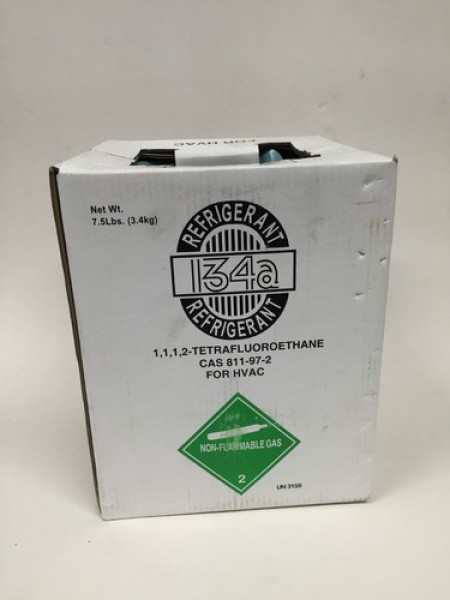 FOR HVAC
Net Wt.
7.5Lbs. (3.4kg)
REFRIGERANT
134a
REFRIGERANT
1,1,1,2-TETRAFLUOROETHANE
CAS 811-97-2
FOR HVAC
NON-FLAMMABLE GAS
2
UN 3159